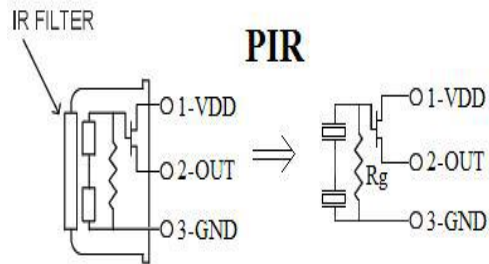 IR FILTER
PIR
1-VDD
2-OUT
3-GND
1-VDD
2-OUT
Rg
3-GND